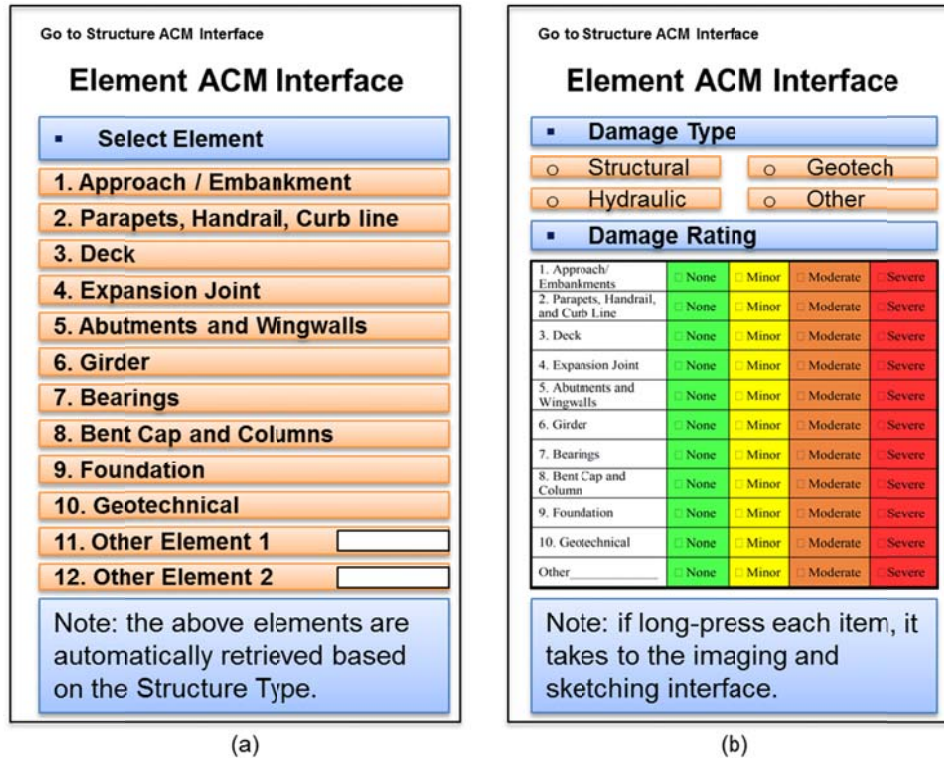 Go to Structure ACM Interface
Element ACM Interface
▪ Select Element
1. Approach / Embankment
2. Parapets, Handrail, Curb line
3. Deck
4. Expansion Joint
5. Abutments and Wingwalls
6. Girder
7. Bearings
8. Bent Cap and Columns
9. Foundation
10. Geotechnical
11. Other Element 1
12. Other Element 2
Note: the above elements are
automatically retrieved based
on the Structure Type.
(a)
Go to Structure ACM Interface
Element ACM Interface
▪ Damage Type
o Structural o Geotech
o Hydraulic o Other
▪ Damage Rating
1. Approach/
Embankments □ None □ Minor □ Moderate □ Severe
2. Parapets, Handrail,
and Curb Line □ None □ Minor □ Moderate □ Severe
3. Deck □ None □ Minor □ Moderate □ Severe
4. Expansion Joint □ None □ Minor □ Moderate □ Severe
5. Abutments and
Wingwalls □ None □ Minor □ Moderate □ Severe
6. Girder □ None □ Minor □ Moderate □ Severe
7. Bearings □ None □ Minor □ Moderate □ Severe
8. Bent Cap and
Column □ None □ Minor □ Moderate □ Severe
9. Foundation □ None □ Minor □ Moderate □ Severe
10. Geotechnical □ None □ Minor □ Moderate □ Severe
Other_______________ □ None □ Minor □ Moderate □ Severe
Note: if long-press each item, it
takes to the imaging and
sketching interface.
(b)